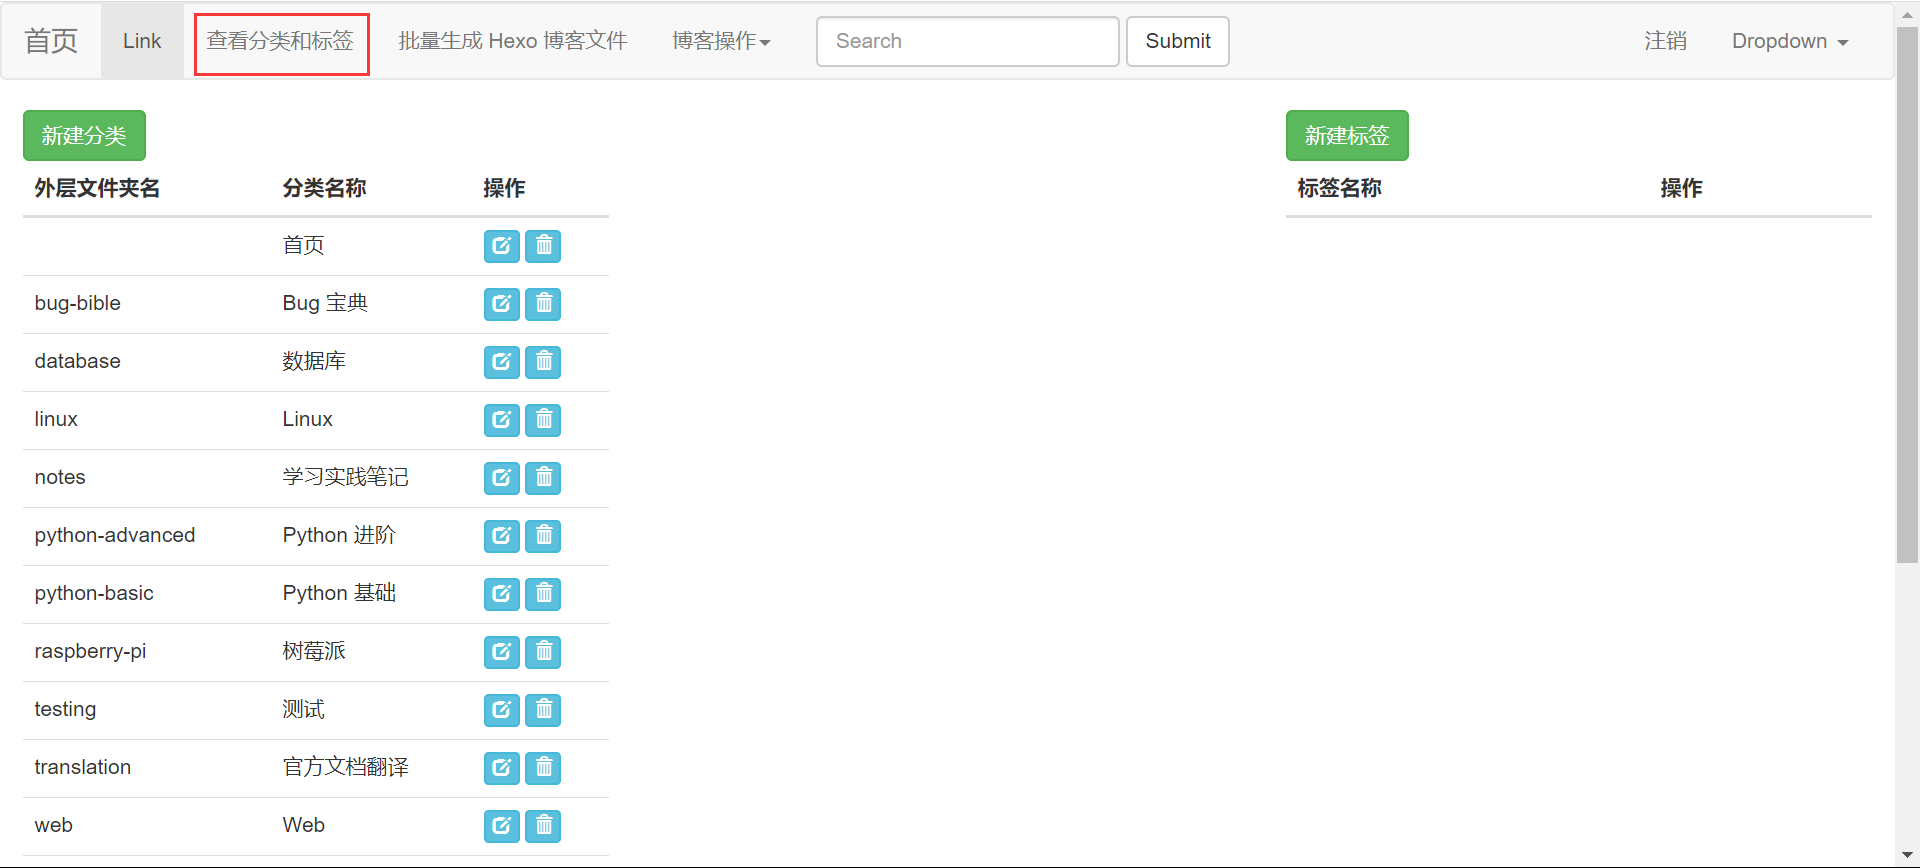 首页 Link 查看分类和标签 批量生成 Hexo 博客文件 博客操作 Search Submit 注销 Dropdown
新建分类 新建标签
外层文件夹名 分类名称 操作 标签名称 操作
首页
bug-bible Bug 宝典
database 数据库
linux Linux
notes 学习实践笔记
python-advanced Python 进阶
python-basic Python 基础
raspberry-pi 树莓派
testing 测试
translation 官方文档翻译
web Web